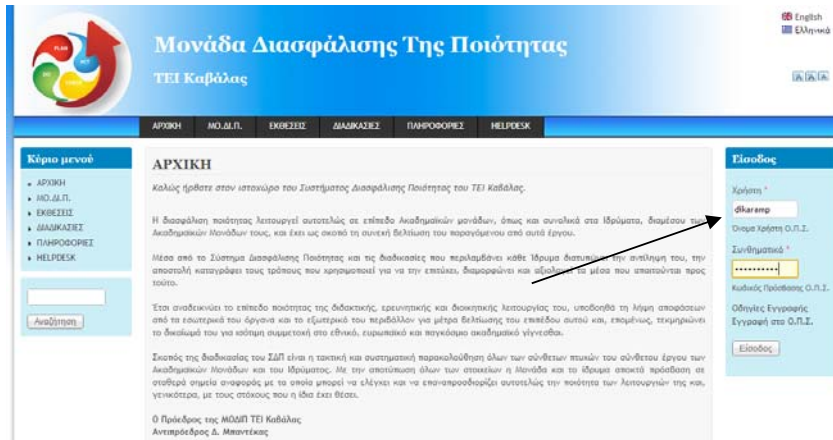 English
Ελληνικά
PLAN
ACT
DO
CHECK
Μονάδα Διασφάλισης Της Ποιότητας
ΤΕΙ Καβάλας
ΑΡΧΙΚΗ ΜΟ.ΔΙ.Π. ΕΚΘΕΣΕΙΣ ΔΙΑΔΙΚΑΣΙΕΣ ΠΛΗΡΟΦΟΡΙΕΣ HELPDESK
Κύριο μενού
ΑΡΧΙΚΗ
ΜΟ.ΔΙ.Π.
ΕΚΘΕΣΕΙΣ
ΔΙΑΔΙΚΑΣΙΕΣ
ΠΛΗΡΟΦΟΡΙΕΣ
HELPDESK
Αναζήτηση
ΑΡΧΙΚΗ
Καλώς ήρθατε στον ιστοχώρο του Συστήματος Διασφάλισης Ποιότητας του ΤΕΙ Καβάλας.
Η διασφάλιση ποιότητας λειτουργεί αυτοτελώς σε επίπεδο Ακαδημαϊκών μονάδων, όπως και συνολικά στα Ιδρύματα, διαμέσου των
Ακαδημαϊκών Μονάδων τους, και έχει ως σκοπό τη συνεχή βελτίωση του παραγόμενου από αυτά έργου.
Μέσα από το Σύστημα Διασφάλισης Ποιότητας και τις διαδικασίες που περιλαμβάνει κάθε Ίδρυμα διατυπώνει την αντίληψη του, την
αποστολή καταγράφει τους τρόπους που χρησιμοποιεί για να την επιτύχει, διαμορφώνει και αξιολογεί τα μέσα που απαιτούνται προς
τούτο.
Έτσι αναδεικνύει το επίπεδο ποιότητας της διδακτικής, ερευνητικής και διοικητικής λειτουργίας του, υποβοηθά τη λήψη αποφάσεων
από τα εσωτερικά του όργανα και το εξωτερικό του περιβάλλον για μέτρα βελτίωσης του επιπέδου αυτού και, επομένως, τεκμηριώνει
το δικαίωμά του για ισότιμη συμμετοχή στο εθνικό, ευρωπαϊκό και παγκόσμιο ακαδημαϊκό γίγνεσθαι.
Σκοπός της διαδικασίας του ΣΔΠ είναι η τακτική και συστηματική παρακολούθηση όλων των σύνθετων πτυχών του σύνθετου έργου των
Ακαδημαϊκών Μονάδων και του Ιδρύματος. Με την αποτύπωση όλων των στοιχείων η Μονάδα και το ίδρυμα αποκτά πρόσβαση σε
σταθερά σημεία αναφοράς με τα οποία μπορεί να ελέγχει και να επαναπροσδιορίζει αυτοτελώς την ποιότητα των λειτουργιών της και,
γενικότερα, με τους στόχους που η ίδια έχει θέσει.
Ο Πρόεδρος της ΜΟΔΙΠ ΤΕΙ Καβάλας
Αντιπρόεδρος Δ. Μπαντέκας
Είσοδος
Χρήστη *
dikaramp
Όνομα Χρήστη Ο.Π.Σ.
Συνθηματικό *
Κωδικός Πρόσβασης Ο.Π.Σ.
Οδηγίες Εγγραφής
Εγγραφή στο Ο.Π.Σ.
Είσοδος